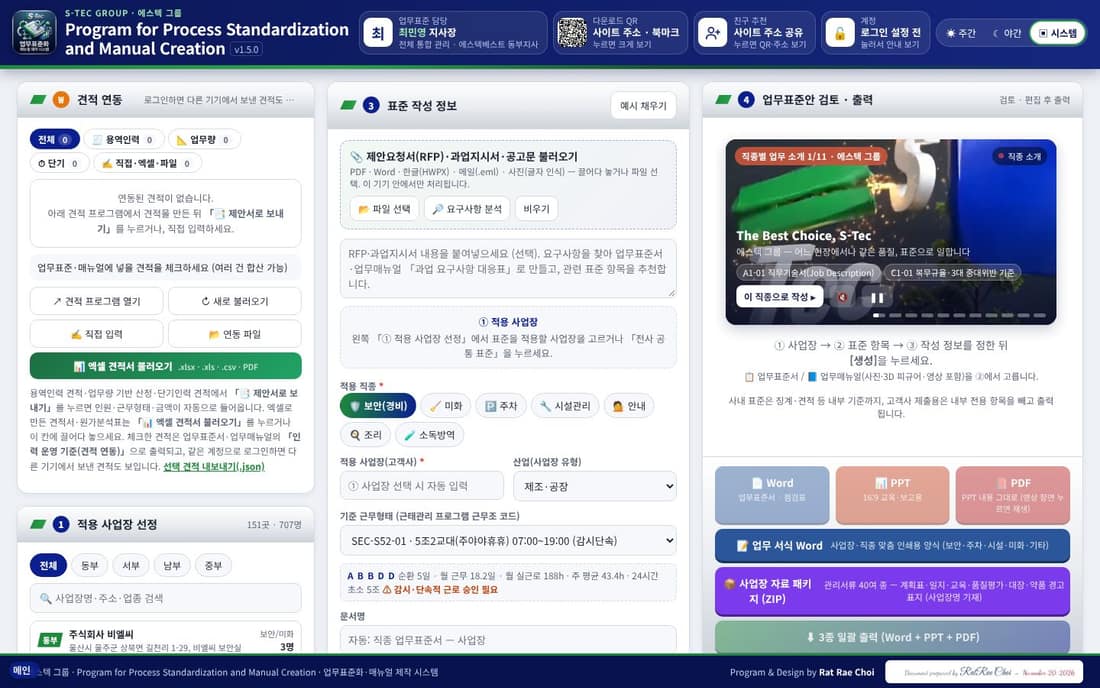 S-TEC GROUP · 에스텍 그룹
Program for Process Standardization
and Manual Creation v1.5.0
최
업무표준 담당
최민영 지사장
전체 통합 관리 · 에스텍베스트 동부지사
다운로드 QR
사이트 주소 · 북마크
누르면 크게 보기
친구 추천
사이트 주소 공유
누르면 QR·주소 보기
계정
로그인 설정 전
눌러서 안내 보기
주간
야간
시스템
W 견적 연동
로그인하면 다른 기기에서 보낸 견적도 …
전체 0
용역인력 0
업무량 0
단기 0
직접·엑셀·파일 0
연동된 견적이 없습니다.
아래 견적 프로그램에서 견적을 만든 뒤 「📑 제안서로 보내
기」를 누르거나, 직접 입력하세요.
업무표준·매뉴얼에 넣을 견적을 체크하세요 (여러 건 합산 가능)
↗ 견적 프로그램 열기
↻ 새로 불러오기
직접 입력
연동 파일
엑셀 견적서 불러오기 .xlsx · .xls · .csv · PDF
용역인력 견적·업무량 기반 산정·단기인력 견적에서 「📑 제안서로 보
내기」를 누르면 인원·근무형태·금액이 자동으로 들어옵니다. 엑셀로
만든 견적서·원가분석표는 「📊 엑셀 견적서 불러오기」를 누르거나
이 칸에 끌어다 놓으세요. 체크한 견적은 업무표준서·업무매뉴얼의 「인
력 운영 기준(견적 연동)」으로 출력되고, 같은 계정으로 로그인하면 다
른 기기에서 보낸 견적도 보입니다. 선택 견적 내보내기(.json)
1 적용 사업장 선정
151곳 · 707명
전체
동부
서부
남부
중부
사업장명·주소·업종 검색
동부
주식회사 비엘씨
울산시 울주군 상북면 길천리 1-29, 비엘씨 보안실
보안/미화
3명
3 표준 작성 정보
예시 채우기
제안요청서(RFP)·과업지시서·공고문 불러오기
PDF · Word · 한글(HWPX) · 메일(.eml) · 사진(글자 인식) — 끌어다 놓거나 파일 선
택. 이 기기 안에서만 처리됩니다.
파일 선택
요구사항 분석
비우기
RFP·과업지시서 내용을 붙여넣으세요 (선택). 요구사항을 찾아 업무표준서
·업무매뉴얼 「과업 요구사항 대응표」로 만들고, 관련 표준 항목을 추천합
니다.
① 적용 사업장
왼쪽 「① 적용 사업장 선정」에서 표준을 적용할 사업장을 고르거나 「전사 공
통 표준」을 누르세요.
적용 직종 *
보안(경비)
미화
주차
시설관리
안내
조리
소독방역
적용 사업장(고객사) *
산업(사업장 유형)
① 사업장 선택 시 자동 입력
제조·공장
기준 근무형태 (근태관리 프로그램 근무조 코드)
SEC-S52-01 · 5조2교대(주야야휴휴) 07:00~19:00 (감시단속)
A B B D D 순환 5일 · 월 근무 18.2일 · 월 실근로 188h · 주 평균 43.4h · 24시간
초소 5조 ⚠ 감시·단속적 근로 승인 필요
문서명
자동: 직종 업무표준서 — 사업장
4 업무표준안 검토 · 출력
검토 · 편집 후 출력
직종별 업무 소개 1/11 · 에스텍 그룹
직종 소개
The Best Choice, S-Tec
에스텍 그룹 — 어느 현장에서나 같은 품질, 표준으로 일합니다
A1-01 직무기술서(Job Description)
C1-01 복무규율·3대 중대위반 기준
이 직종으로 작성 ▸
① 사업장 → ② 표준 항목 → ③ 작성 정보를 정한 뒤
[생성]을 누르세요.
📋 업무표준서 / 📘 업무매뉴얼(사진·3D 피규어·영상 포함)을 ②에서 고릅니다.
사내 표준은 징계·견적 등 내부 기준까지, 고객사 제출용은 내부 전용 항목을 빼고 출력
됩니다.
Word
업무표준서 · 점검표
PPT
16:9 교육·보고용
PDF
PPT 내용 그대로 (영상 장면 누
르면 재생)
업무 서식 Word 사업장·직종 맞춤 인쇄용 양식 (보안·주차·시설·미화·기타)
사업장 자료 패키
지 (ZIP)
관리서류 40여 종 — 계획표·일지·교육·품질평가·대장·약품 경고
표지 (사업장명 기재)
⬇ 3종 일괄 출력 (Word + PPT + PDF)
메인
스텍 그룹 · Program for Process Standardization and Manual Creation · 업무표준화·매뉴얼 제작 시스템
Program & Design by Rat Rae Choi
Document prepared by RatRae Choi – November 20, 2026